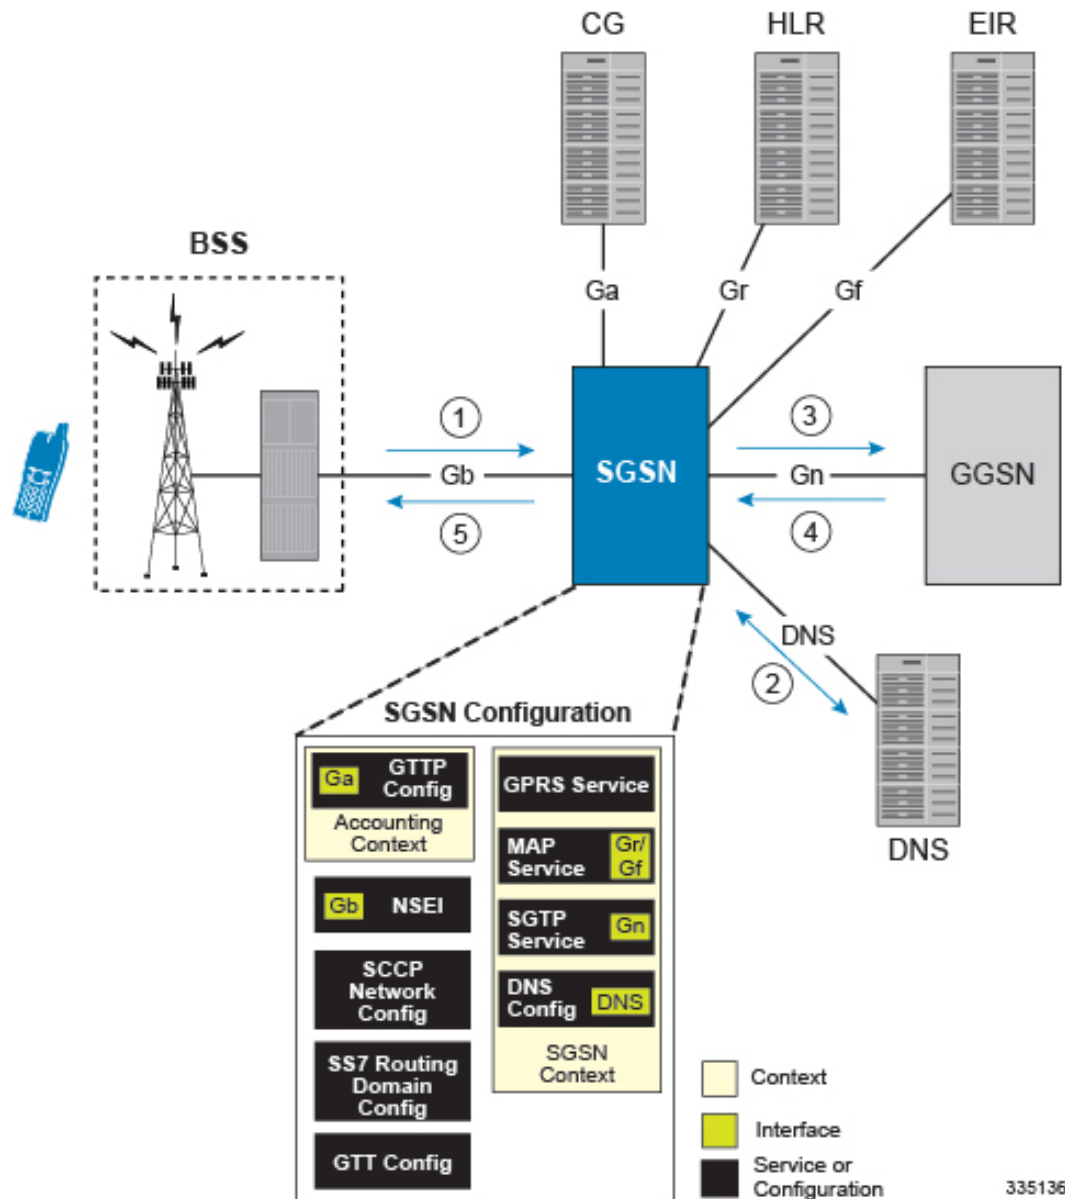 CG
HLR
EIR
BSS
Ga
Gr
Gf
1
3
Gb
SGSN
Gn
GGSN
5
4
DNS
2
DNS
SGSN Configuration
Ga
GTTP
Config
Accounting
Context
Gb
NSEI
SCCP
Network
Config
SS7 Routing
Domain
Config
GTT Config
GPRS Service
MAP
Service
Gr/
Gf
SGTP
Service
Gn
DNS
Config
DNS
SGSN
Context
Context
Interface
Service or
Configuration
335136